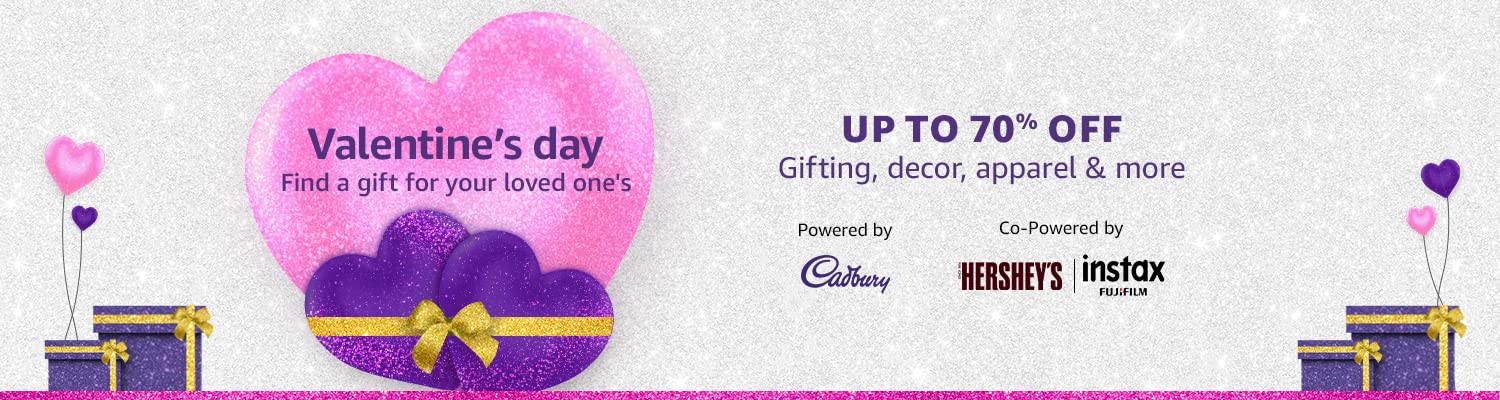 Valentine's day
Find a gift for your loved one's
UP TO 70% OFF
Gifting, decor, apparel & more
Powered by
Cadbury
Co-Powered by
HERSHEY'S
instax
FUJIFILM